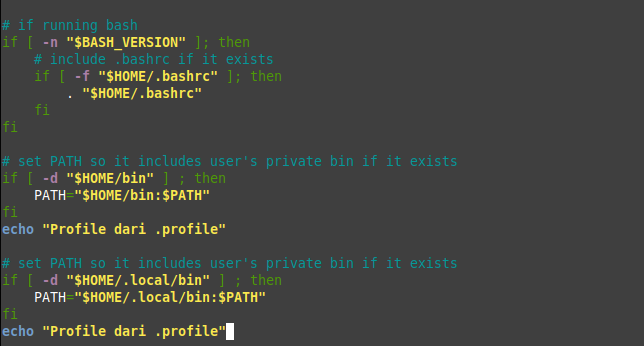 # if running bash
if [ -n "$BASH_VERSION" ]; then
    # include .bashrc if it exists
    if [ -f "$HOME/.bashrc" ]; then
        . "$HOME/.bashrc"
    fi
fi

# set PATH so it includes user's private bin if it exists
if [ -d "$HOME/bin" ] ; then
    PATH="$HOME/bin:$PATH"
fi
echo "Profile dari .profile"

# set PATH so it includes user's private bin if it exists
if [ -d "$HOME/.local/bin" ] ; then
    PATH="$HOME/.local/bin:$PATH"
fi
echo "Profile dari .profile"